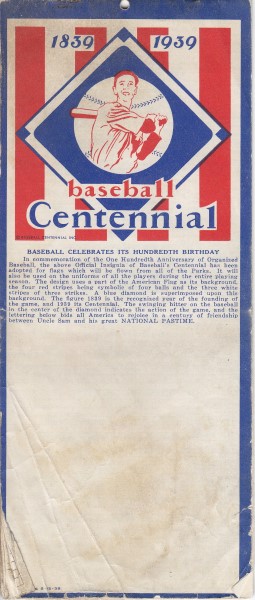 1839 1939
baseball
Centennial
BASEBALL CENTENNIAL INC.
BASEBALL CELEBRATES ITS HUNDREDTH BIRTHDAY
In commemoration of the One Hundredth Anniversary of Organized
Baseball, the above Official Insignia of Baseball's Centennial has been
adopted for flags which will be flown from all of the Parks. It will
also be used on the uniforms of all the players during the entire playing
season. The design uses a part of the American Flag as its background,
the four red stripes being symbolic of four balls and the three white
stripes of three strikes. A blue diamond is superimposed upon this
background. The figure 1839 is the recognized year of the founding of
the game, and 1939 its Centennial. The swinging bitter on the baseball
in the center of the diamond indicates the action of the game, and the
lettering below bids all America to rejoice in a century of friendship
between Uncle Sam and his great NATIONAL PASTIME.